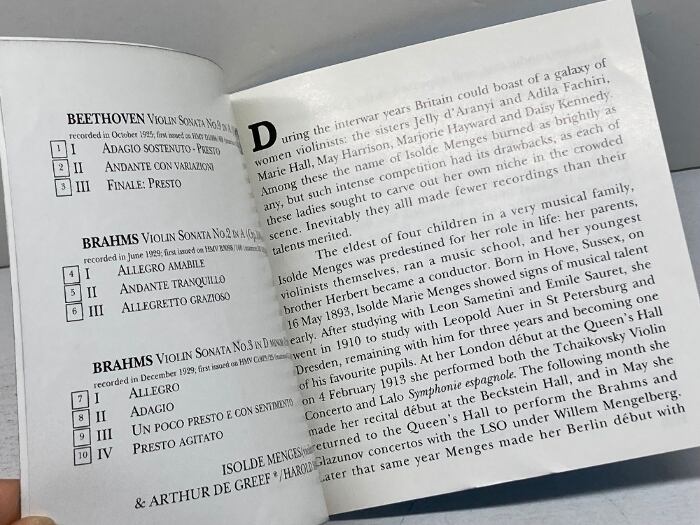 BEETHOVEN VIOLIN SONATA NO.9 IN A
recorded in October 1925; first issued on HMV
1 I ADAGIO SOSTENUTO - PRESTO
2 II ANDANTE CON VARIAZIONI
3 III FINALE: PRESTO
BRAHMS VIOLIN SONATA NO.2 IN A (Op.
recorded in June 1929; first issued on HMV
4 I ALLEGRO AMABILE
5 II ANDANTE TRANQUILLO
6 III ALLEGRETTO GRAZIOSO
BRAHMS VIOLIN SONATA NO.3 IN D MINOR
recorded in December 1929; first issued on HMV
7 I ALLEGRO
8 II ADAGIO
9 III UN POCO PRESTO E CON SENTIMENTO
10 IV PRESTO AGITATO
ISOLDE MENGES
& ARTHUR DE GREEF */HAROLD
During the interwar years Britain could boast of a galaxy of
women violinists: the sisters Jelly d'Aranyi and Adila Fachiri,
Marie Hall, May Harrison, Marjorie Hayward and Daisy Kennedy.
Among these the name of Isolde Menges burned as brightly as
any, but such intense competition had its drawbacks, as each of
these ladies sought to carve out her own niche in the crowded
scene. Inevitably they alll made fewer recordings than their
talents merited.
The eldest of four children in a very musical family,
Isolde Menges was predestined for her role in life: her parents,
violinists themselves, ran a music school, and her youngest
brother Herbert became a conductor. Born in Hove, Sussex, on
16 May 1893, Isolde Marie Menges showed signs of musical talent
early. After studying with Leon Sametini and Emile Sauret, she
went in 1910 to study with Leopold Auer in St Petersburg and
Dresden, remaining with him for three years and becoming one
of his favourite pupils. At her London début at the Queen's Hall
on 4 February 1913 she performed both the Tchaikovsky Violin
Concerto and Lalo Symphonie espagnole. The following month she
made her recital début at the Beckstein Hall, and in May she
returned to the Queen's Hall to perform the Brahms and
Glazunov concertos with the LSO under Willem Mengelberg.
Later that same year Menges made her Berlin début with